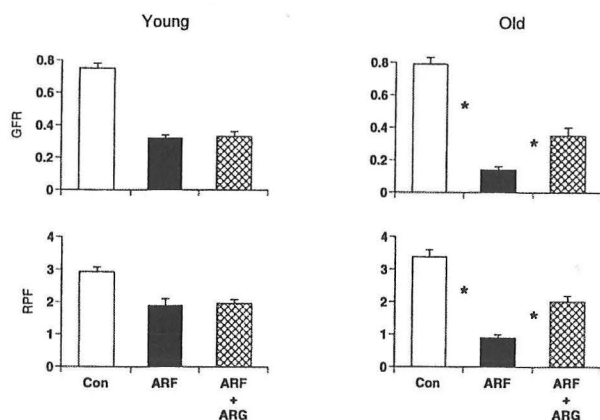 Young Old
0.8 0.8
0.6 0.6
GFR
0.4 * 0.4
* 
0.2 0.2
0 0
4 4
3 3
RPF
2 * 2
*
1 1
0 0
Con ARF ARF Con ARF ARF
+ +
ARG ARG